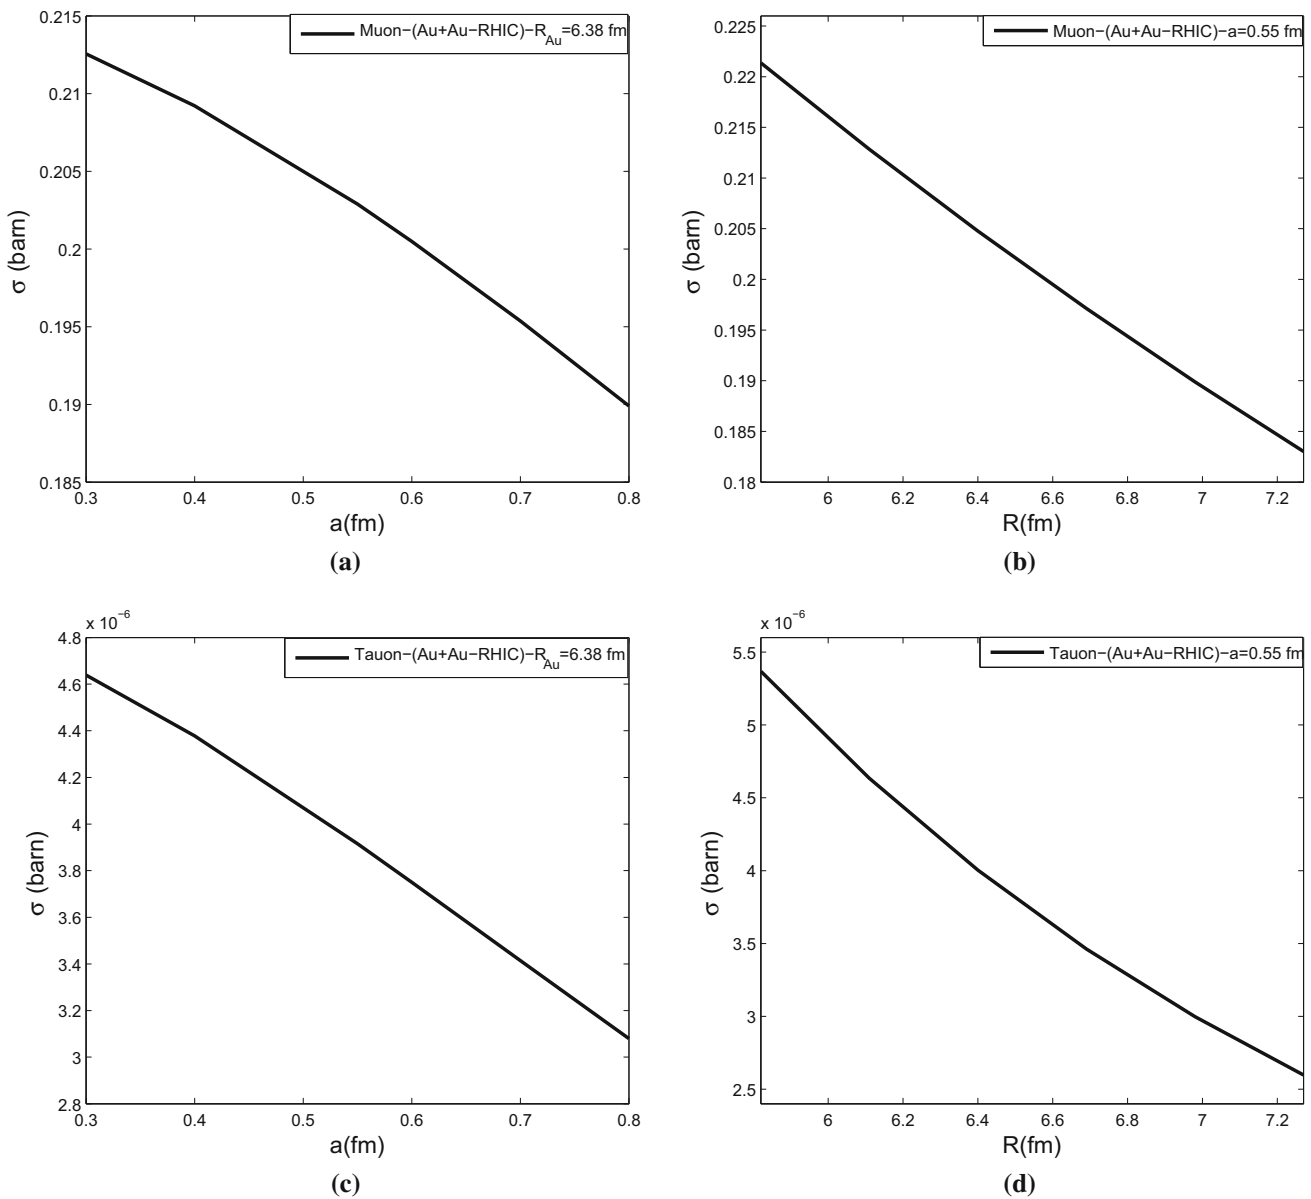 Muon−(Au+Au−RHIC)−R_Au=6.38 fm
0.215
0.21
0.205
0.2
0.195
0.19
0.185
0.3 0.4 0.5 0.6 0.7 0.8
σ (barn)
a(fm)
(a)
Muon−(Au+Au−RHIC)−a=0.55 fm
0.225
0.22
0.215
0.21
0.205
0.2
0.195
0.19
0.185
0.18
6 6.2 6.4 6.6 6.8 7 7.2
σ (barn)
R(fm)
(b)
x 10⁻⁶
Tauon−(Au+Au−RHIC)−R_Au=6.38 fm
4.8
4.6
4.4
4.2
4
3.8
3.6
3.4
3.2
3
2.8
0.3 0.4 0.5 0.6 0.7 0.8
σ (barn)
a(fm)
(c)
x 10⁻⁶
Tauon−(Au+Au−RHIC)−a=0.55 fm
5.5
5
4.5
4
3.5
3
2.5
6 6.2 6.4 6.6 6.8 7 7.2
σ (barn)
R(fm)
(d)